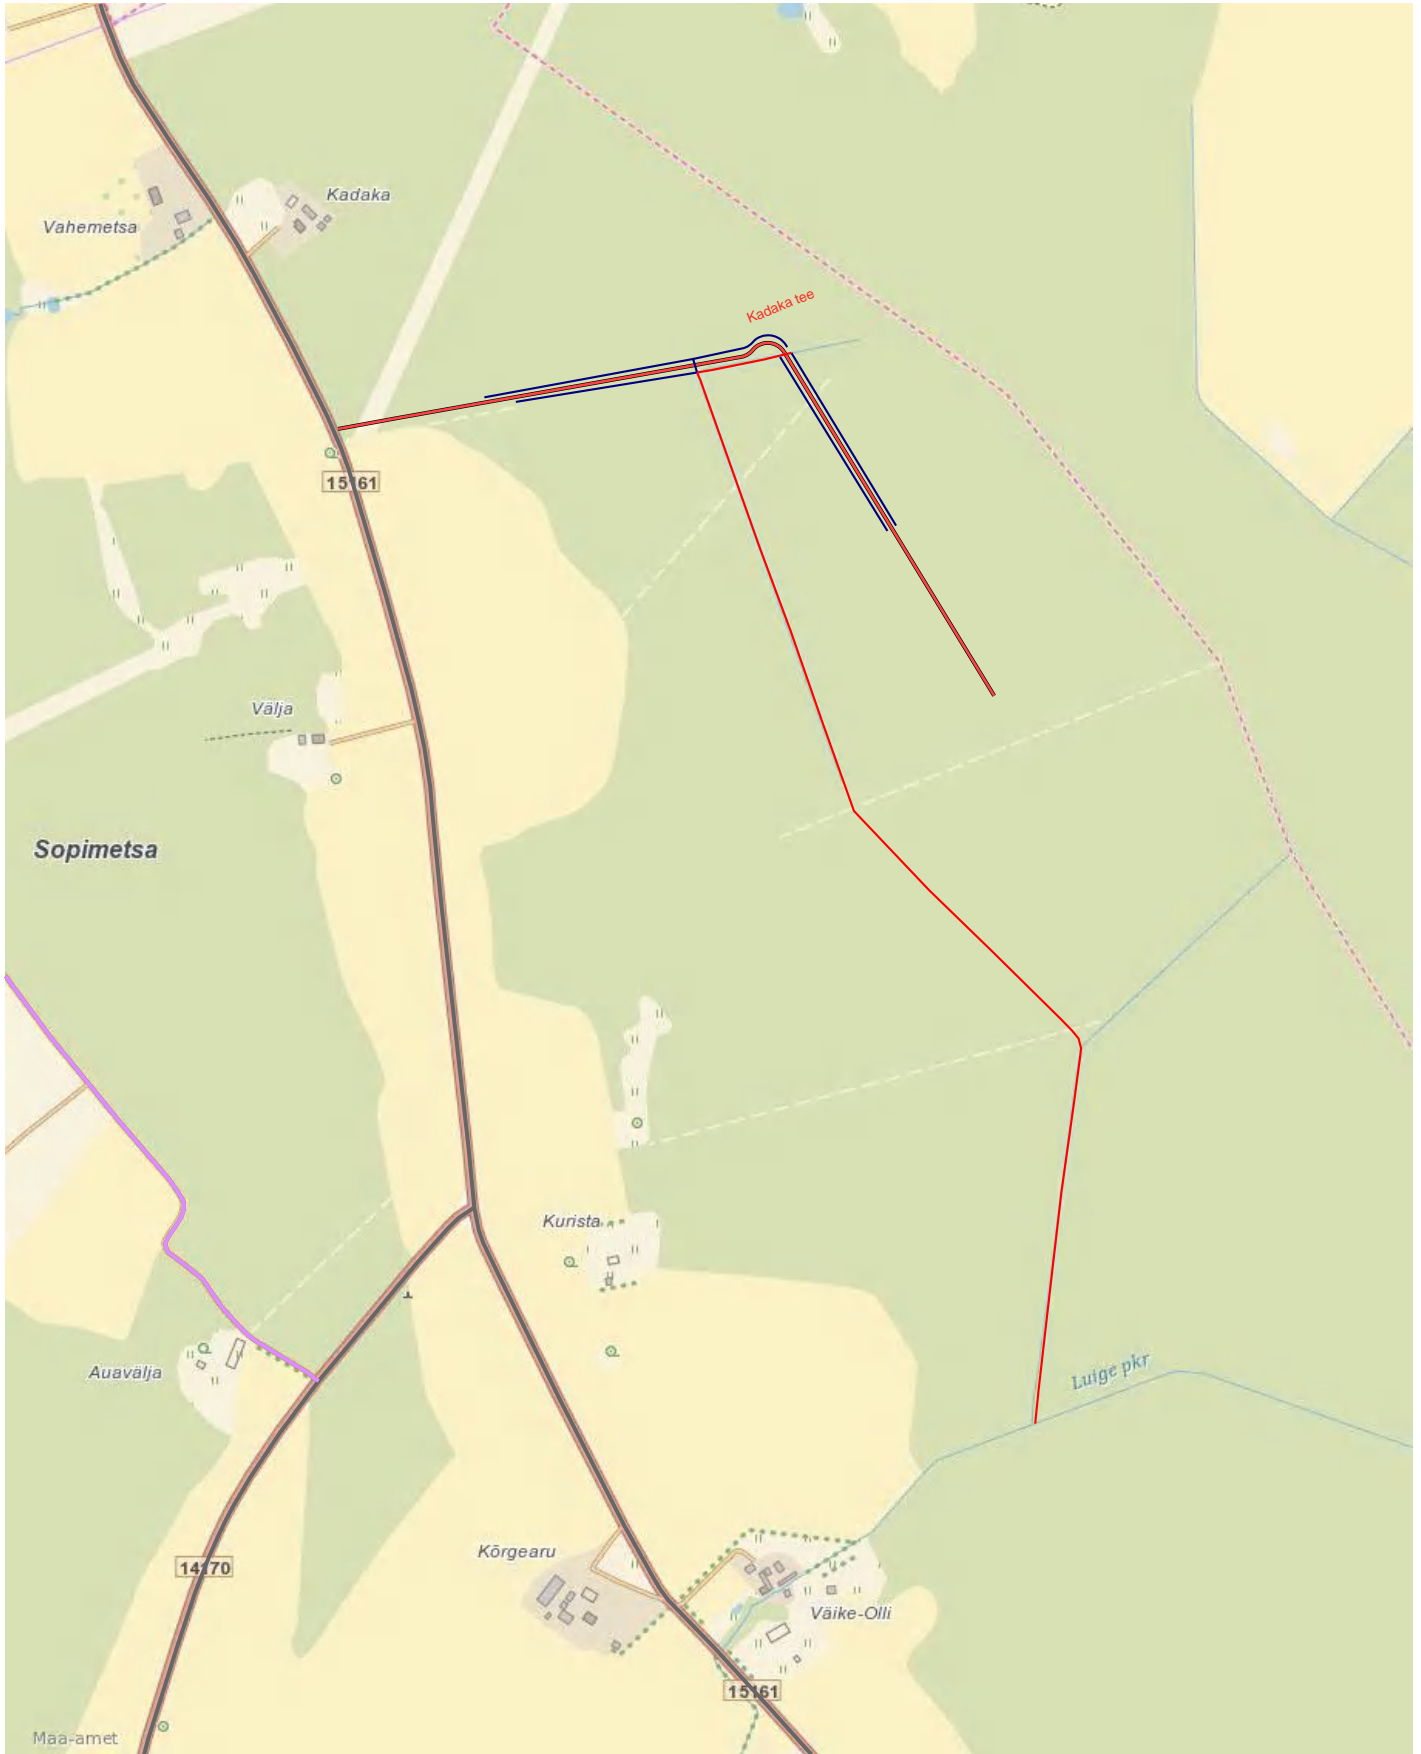 Kadaka
Vahemetsa
Kadaka tee
15161
Välja
Sopimetsa
Kurista
Auavälja
Luige pkr
Kõrgearu
14170
Väike-Olli
15161
Maa-amet